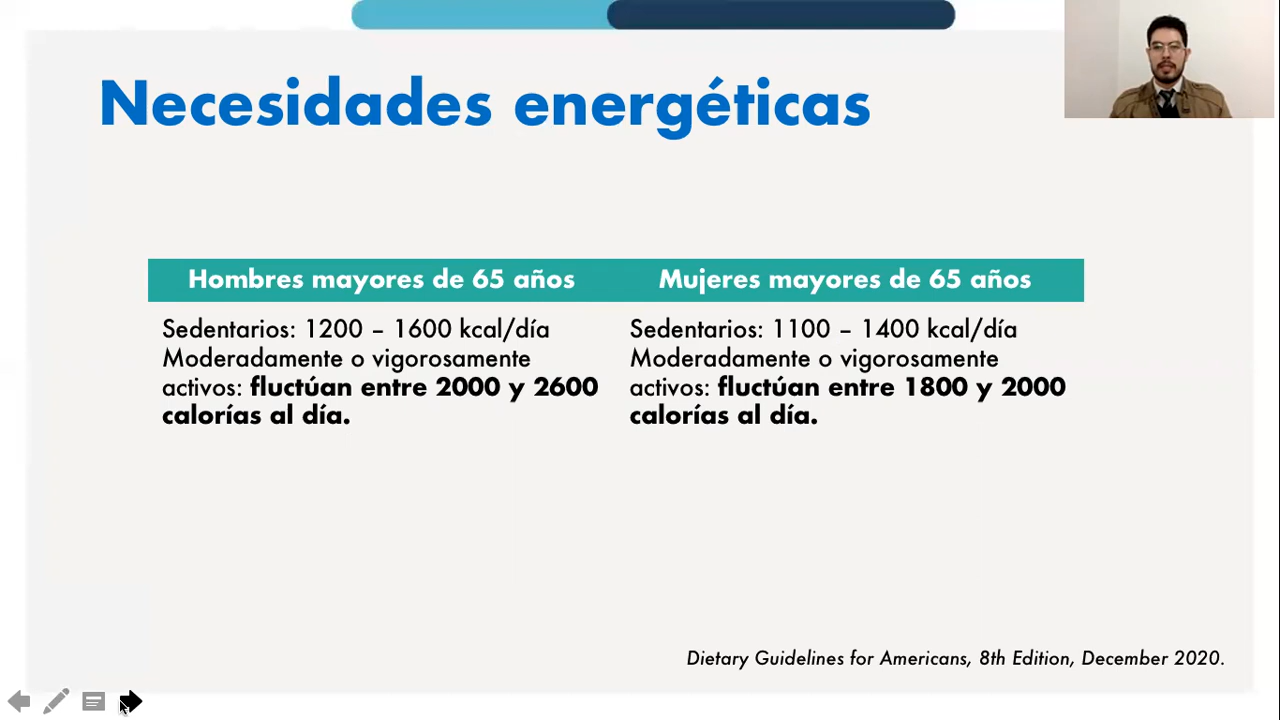 Necesidades energéticas
Hombres mayores de 65 años
Mujeres mayores de 65 años
Sedentarios: 1200 – 1600 kcal/día
Moderadamente o vigorosamente
activos: fluctúan entre 2000 y 2600
calorías al día.
Sedentarios: 1100 – 1400 kcal/día
Moderadamente o vigorosamente
activos: fluctúan entre 1800 y 2000
calorías al día.
Dietary Guidelines for Americans, 8th Edition, December 2020.